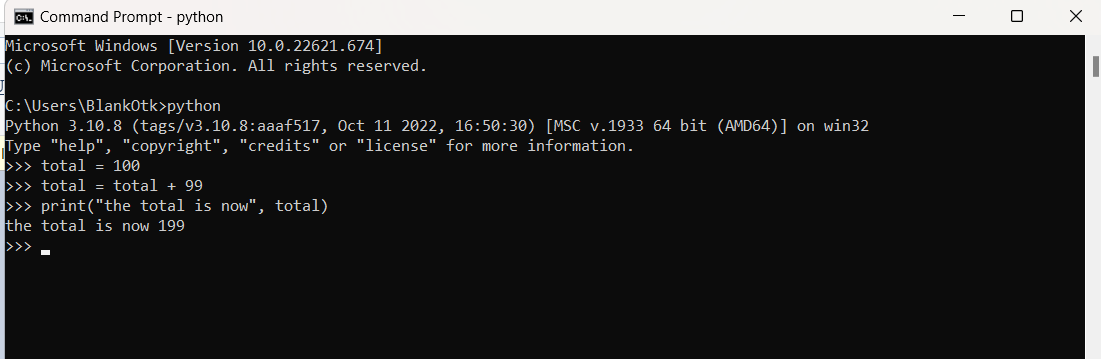 Command Prompt - python
Microsoft Windows [Version 10.0.22621.674]
(c) Microsoft Corporation. All rights reserved.
C:\Users\BlankOtk>python
Python 3.10.8 (tags/v3.10.8:aaaf517, Oct 11 2022, 16:50:30) [MSC v.1933 64 bit (AMD64)] on win32
Type "help", "copyright", "credits" or "license" for more information.
>>> total = 100
>>> total = total + 99
>>> print("the total is now", total)
the total is now 199
>>>